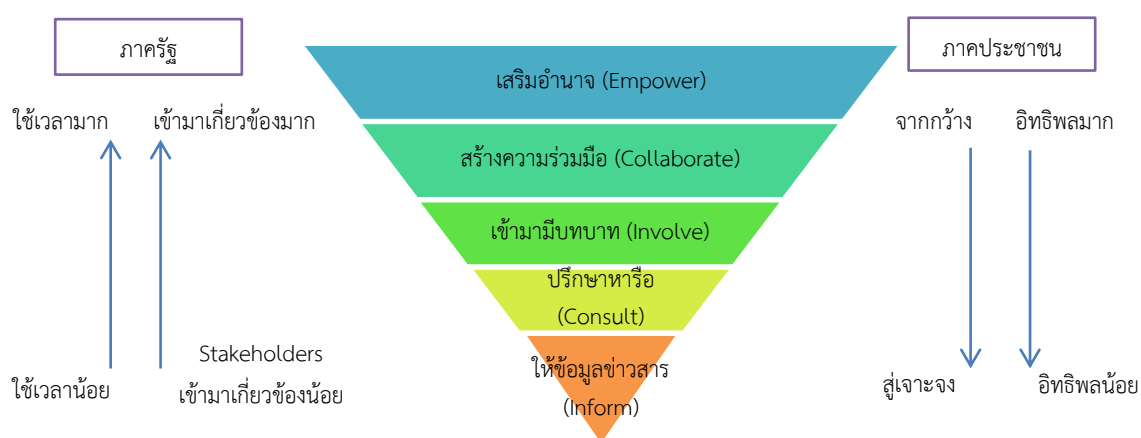 ภาครัฐ
ภาคประชาชน
เสริมอำนาจ (Empower)
ใช้เวลามาก
เข้ามาเกี่ยวข้องมาก
จากกว้าง
อิทธิพลมาก
สร้างความร่วมมือ (Collaborate)
เข้ามามีบทบาท (Involve)
ปรึกษาหารือ
(Consult)
Stakeholders
ให้ข้อมูลข่าวสาร
ใช้เวลาน้อย
เข้ามาเกี่ยวข้องน้อย
(Inform)
สู่เจาะจง
อิทธิพลน้อย